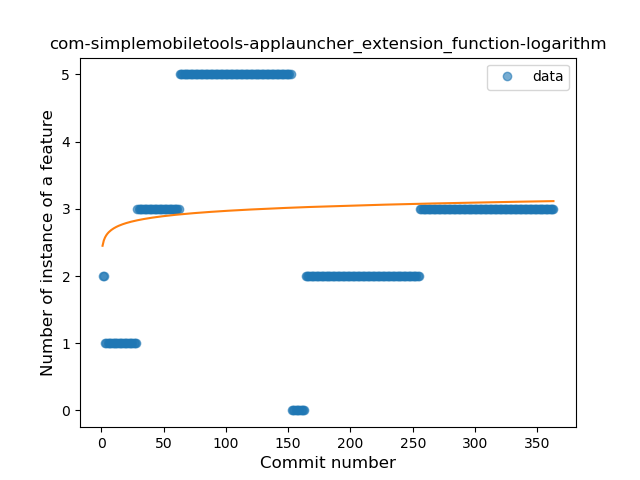 com-simplemobiletools-applauncher_extension_function-logarithm
data
Number of instance of a feature
5
4
3
2
1
0
0 50 100 150 200 250 300 350
Commit number